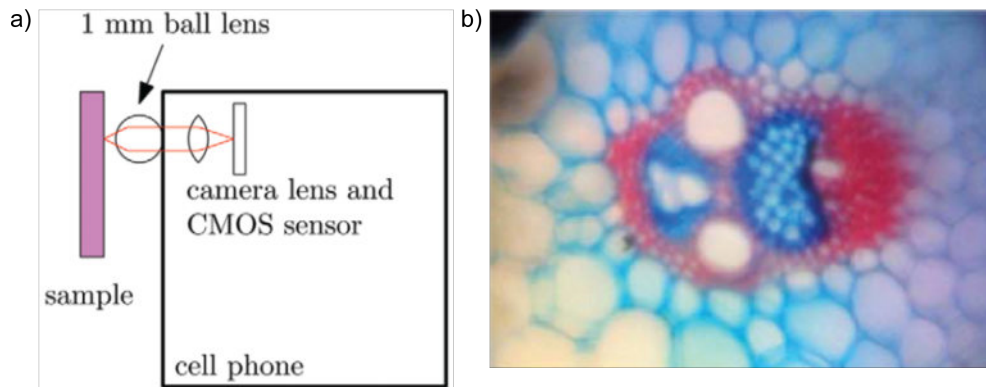 a)
1 mm ball lens
camera lens and
CMOS sensor
sample
cell phone
b)